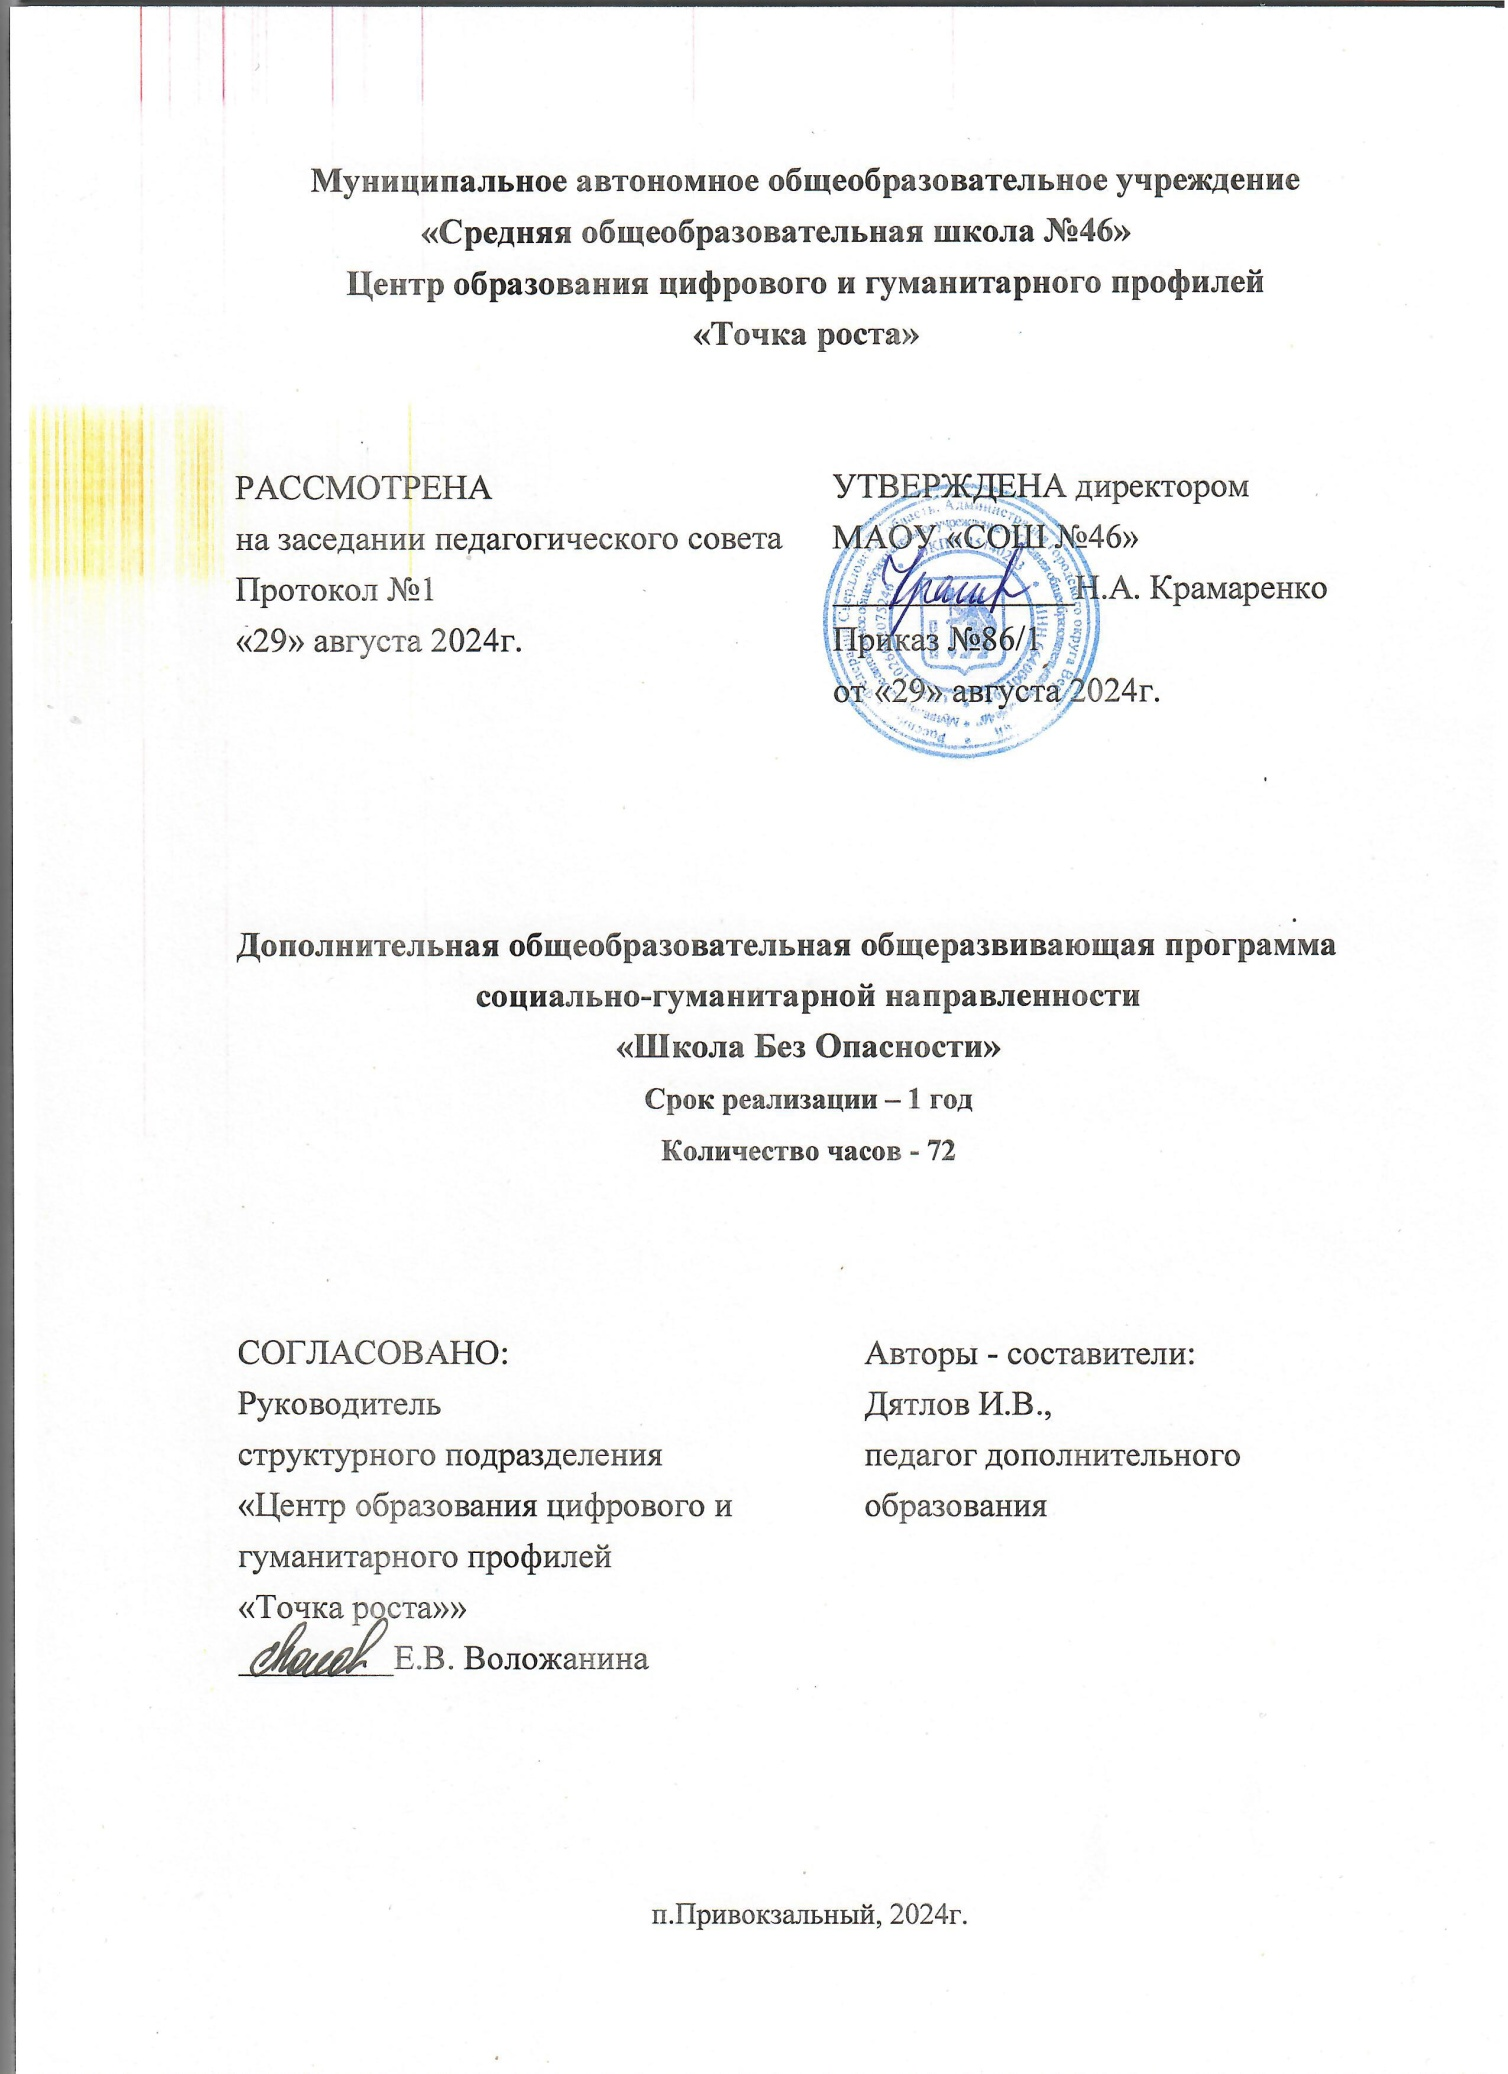 Муниципальное автономное общеобразовательное учреждение
«Средняя общеобразовательная школа №46»
Центр образования цифрового и гуманитарного профилей
«Точка роста»
РАССМОТРЕНА
на заседании педагогического совета
Протокол №1
«29» августа 2024г.
УТВЕРЖДЕНА директором
МАОУ «СОШ №46»
Н.А. Крамаренко
Приказ №86/1
от «29» августа 2024г.
Дополнительная общеобразовательная общеразвивающая программа
социально-гуманитарной направленности
«Школа Без Опасности»
Срок реализации – 1 год
Количество часов - 72
СОГЛАСОВАНО:
Руководитель
структурного подразделения
«Центр образования цифрового и
гуманитарного профилей
«Точка роста»»
Е.В. Воложанина
Авторы - составители:
Дятлов И.В.,
педагог дополнительного
образования
п.Привокзальный, 2024г.